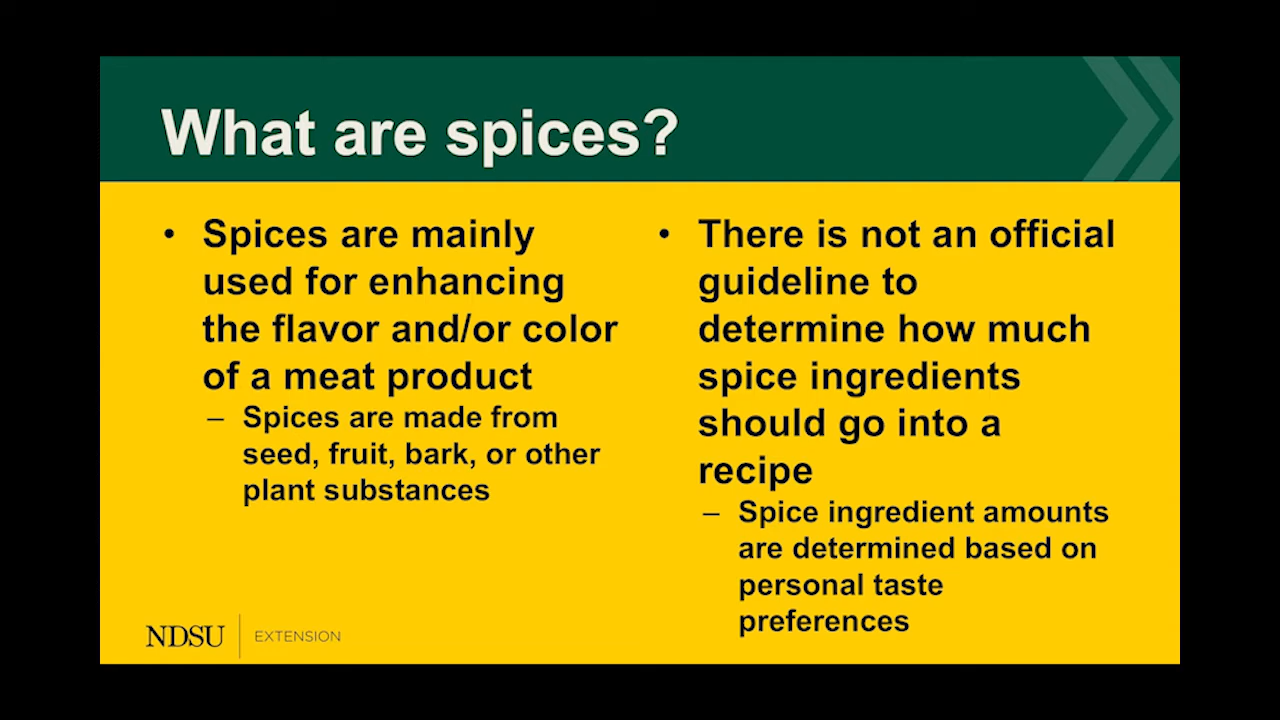 What are spices?
• Spices are mainly
used for enhancing
the flavor and/or color
of a meat product
– Spices are made from
seed, fruit, bark, or other
plant substances
• There is not an official
guideline to
determine how much
spice ingredients
should go into a
recipe
– Spice ingredient amounts
are determined based on
personal taste
preferences
NDSU EXTENSION